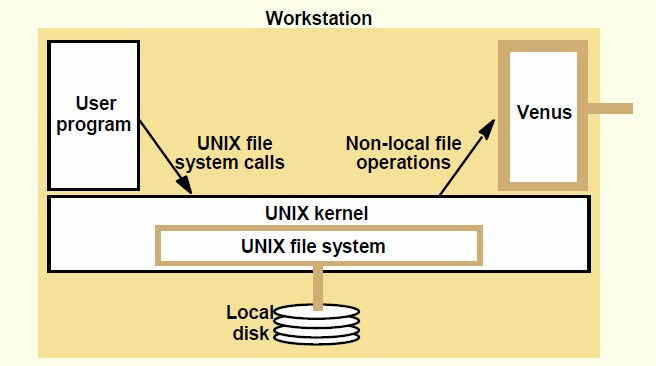 Workstation
User
program
UNIX file
system calls
Non-local file
operations
Venus
UNIX kernel
UNIX file system
Local
disk